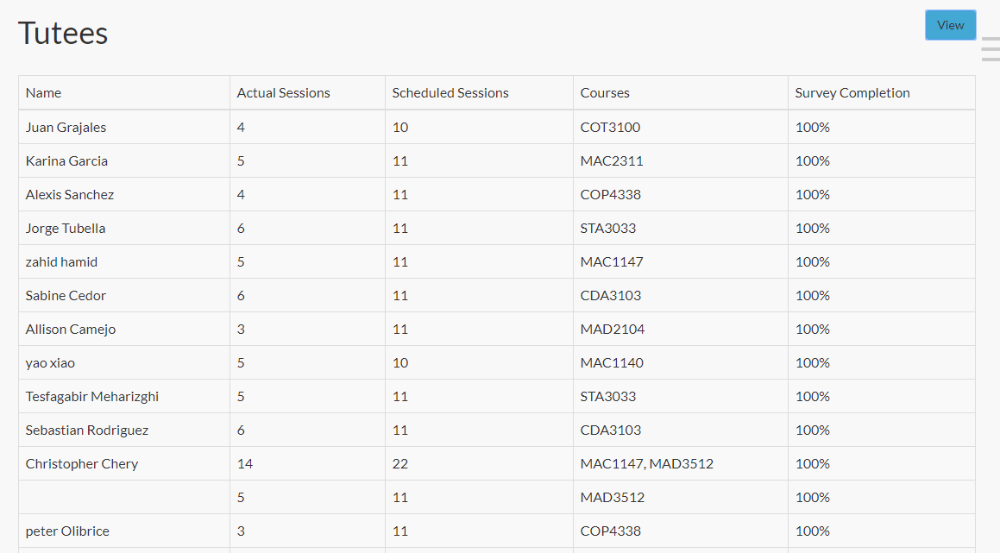 Tutees
View
Name Actual Sessions Scheduled Sessions Courses Survey Completion
Juan Grajales 4 10 COT3100 100%
Karina Garcia 5 11 MAC2311 100%
Alexis Sanchez 4 11 COP4338 100%
Jorge Tubella 6 11 STA3033 100%
zahid hamid 5 11 MAC1147 100%
Sabine Cedor 6 11 CDA3103 100%
Allison Camejo 3 11 MAD2104 100%
yao xiao 5 10 MAC1140 100%
Tesfagabir Meharizghi 5 11 STA3033 100%
Sebastian Rodriguez 6 11 CDA3103 100%
Christopher Chery 14 22 MAC1147, MAD3512 100%
5 11 MAD3512 100%
peter Olibrice 3 11 COP4338 100%